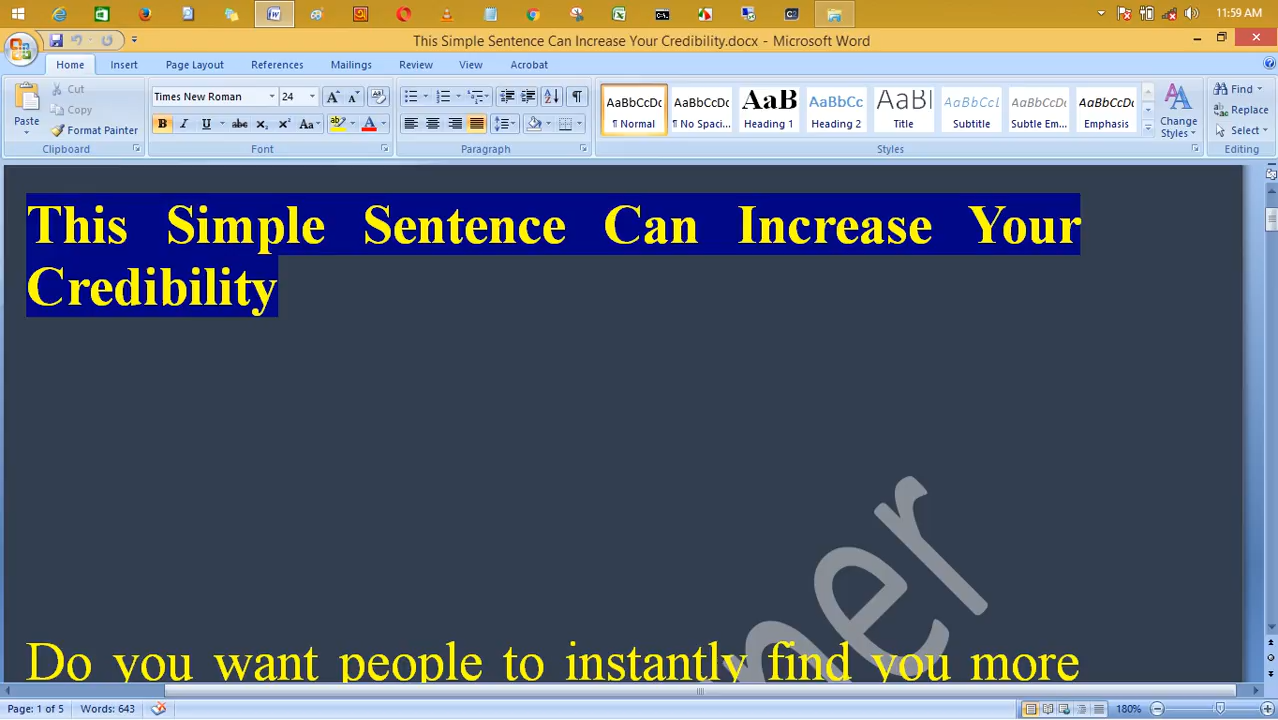 11:59 AM
This Simple Sentence Can Increase Your Credibility.docx - Microsoft Word
Home Insert Page Layout References Mailings Review View Acrobat
Paste
Cut
Copy
Format Painter
Clipboard
Times New Roman 24
Font
Paragraph
AaBbCcDc AaBbCcDc AaB AaBbCc AaBl AaBbCcL AaBbCcDc AaBbCcDc
¶ Normal ¶ No Spaci... Heading 1 Heading 2 Title Subtitle Subtle Em... Emphasis
Change Styles
Styles
Find
Replace
Select
Editing
This Simple Sentence Can Increase Your
Credibility
Do you want people to instantly find you more
Page: 1 of 5 Words: 643 180%